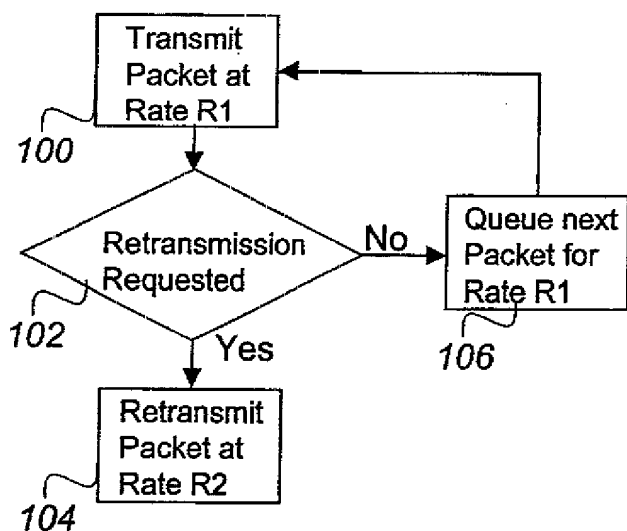 Transmit
Packet at
Rate R1
100
Retransmission
Requested
102
No
Queue next
Packet for
Rate R1
106
Yes
Retransmit
Packet at
Rate R2
104